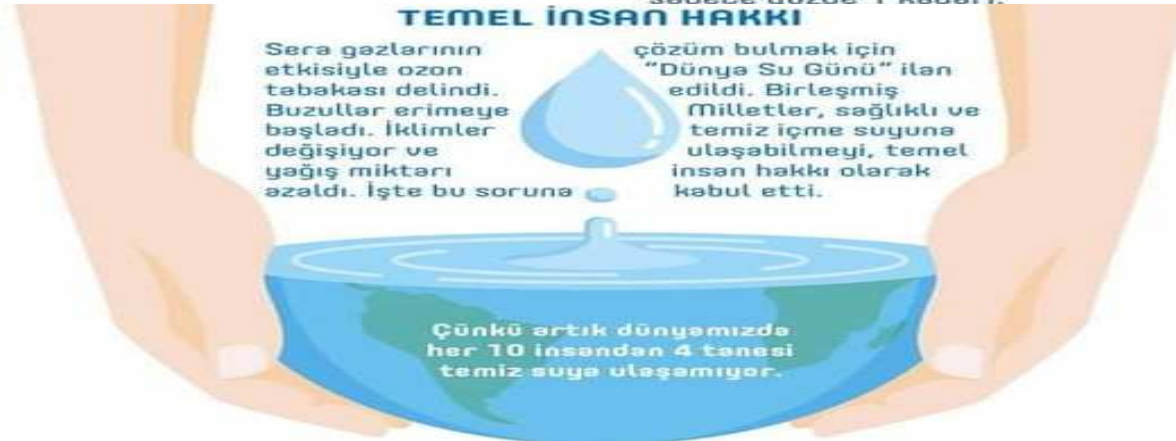 TEMEL İNSAN HAKKI
Sera gazlarının
etkisiyle ozon
tabakası delindi.
Buzullar erimeye
başladı. İklimler
değişiyor ve
yağış miktarı
azaldı. İşte bu soruna
çözüm bulmak için
"Dünya Su Günü" ilan
edildi. Birleşmiş
Milletler, sağlıklı ve
temiz içme suyuna
ulaşabilmeyi, temel
insan hakkı olarak
kabul etti.
Çünkü artık dünyamızda
her 10 insandan 4 tanesi
temiz suya ulaşamıyor.